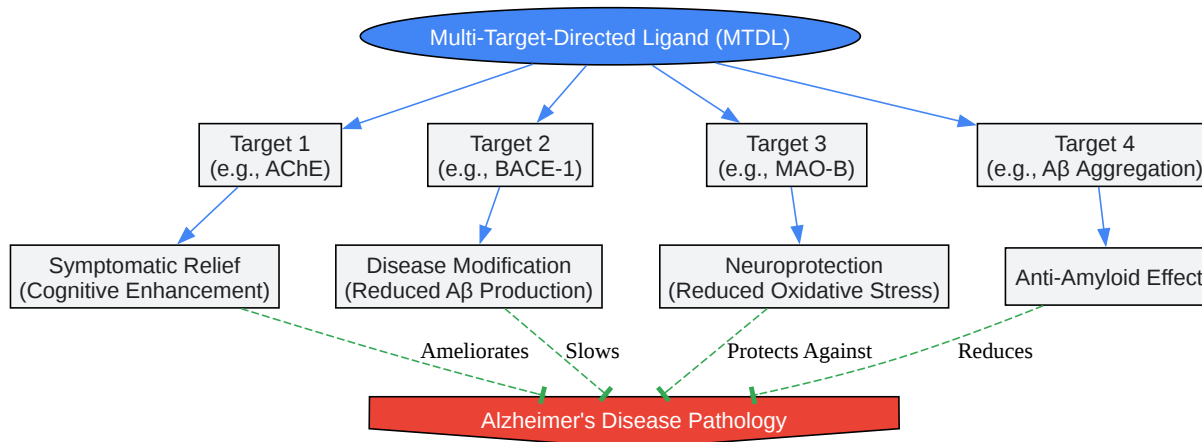 Multi-Target-Directed Ligand (MTDL)
Target 1
(e.g., AChE)
Target 2
(e.g., BACE-1)
Target 3
(e.g., MAO-B)
Target 4
(e.g., Aβ Aggregation)
Symptomatic Relief
(Cognitive Enhancement)
Disease Modification
(Reduced Aβ Production)
Neuroprotection
(Reduced Oxidative Stress)
Anti-Amyloid Effect
Ameliorates
Slows
Protects Against
Reduces
Alzheimer's Disease Pathology